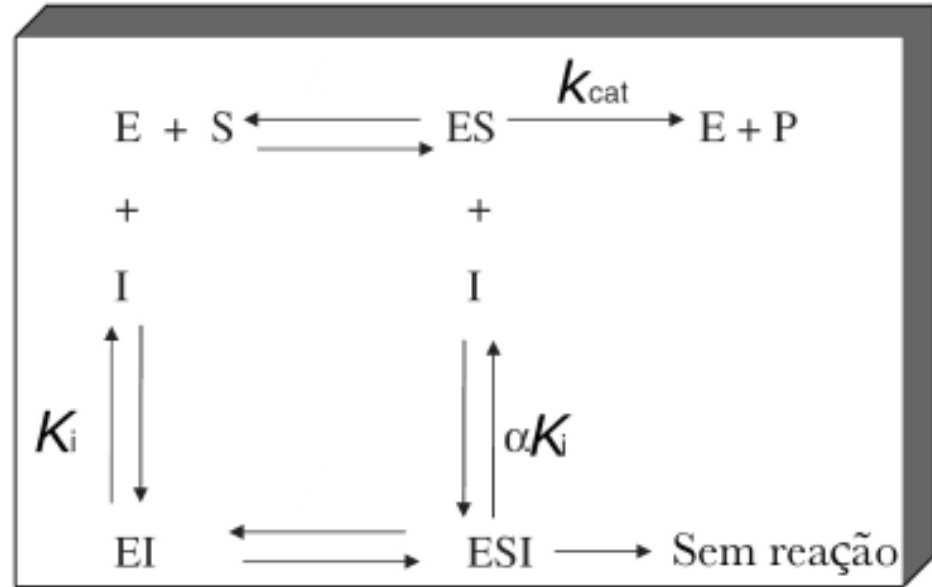 kcat
E + S ES E + P
+ +
I I
Ki αKi
EI ESI Sem reação